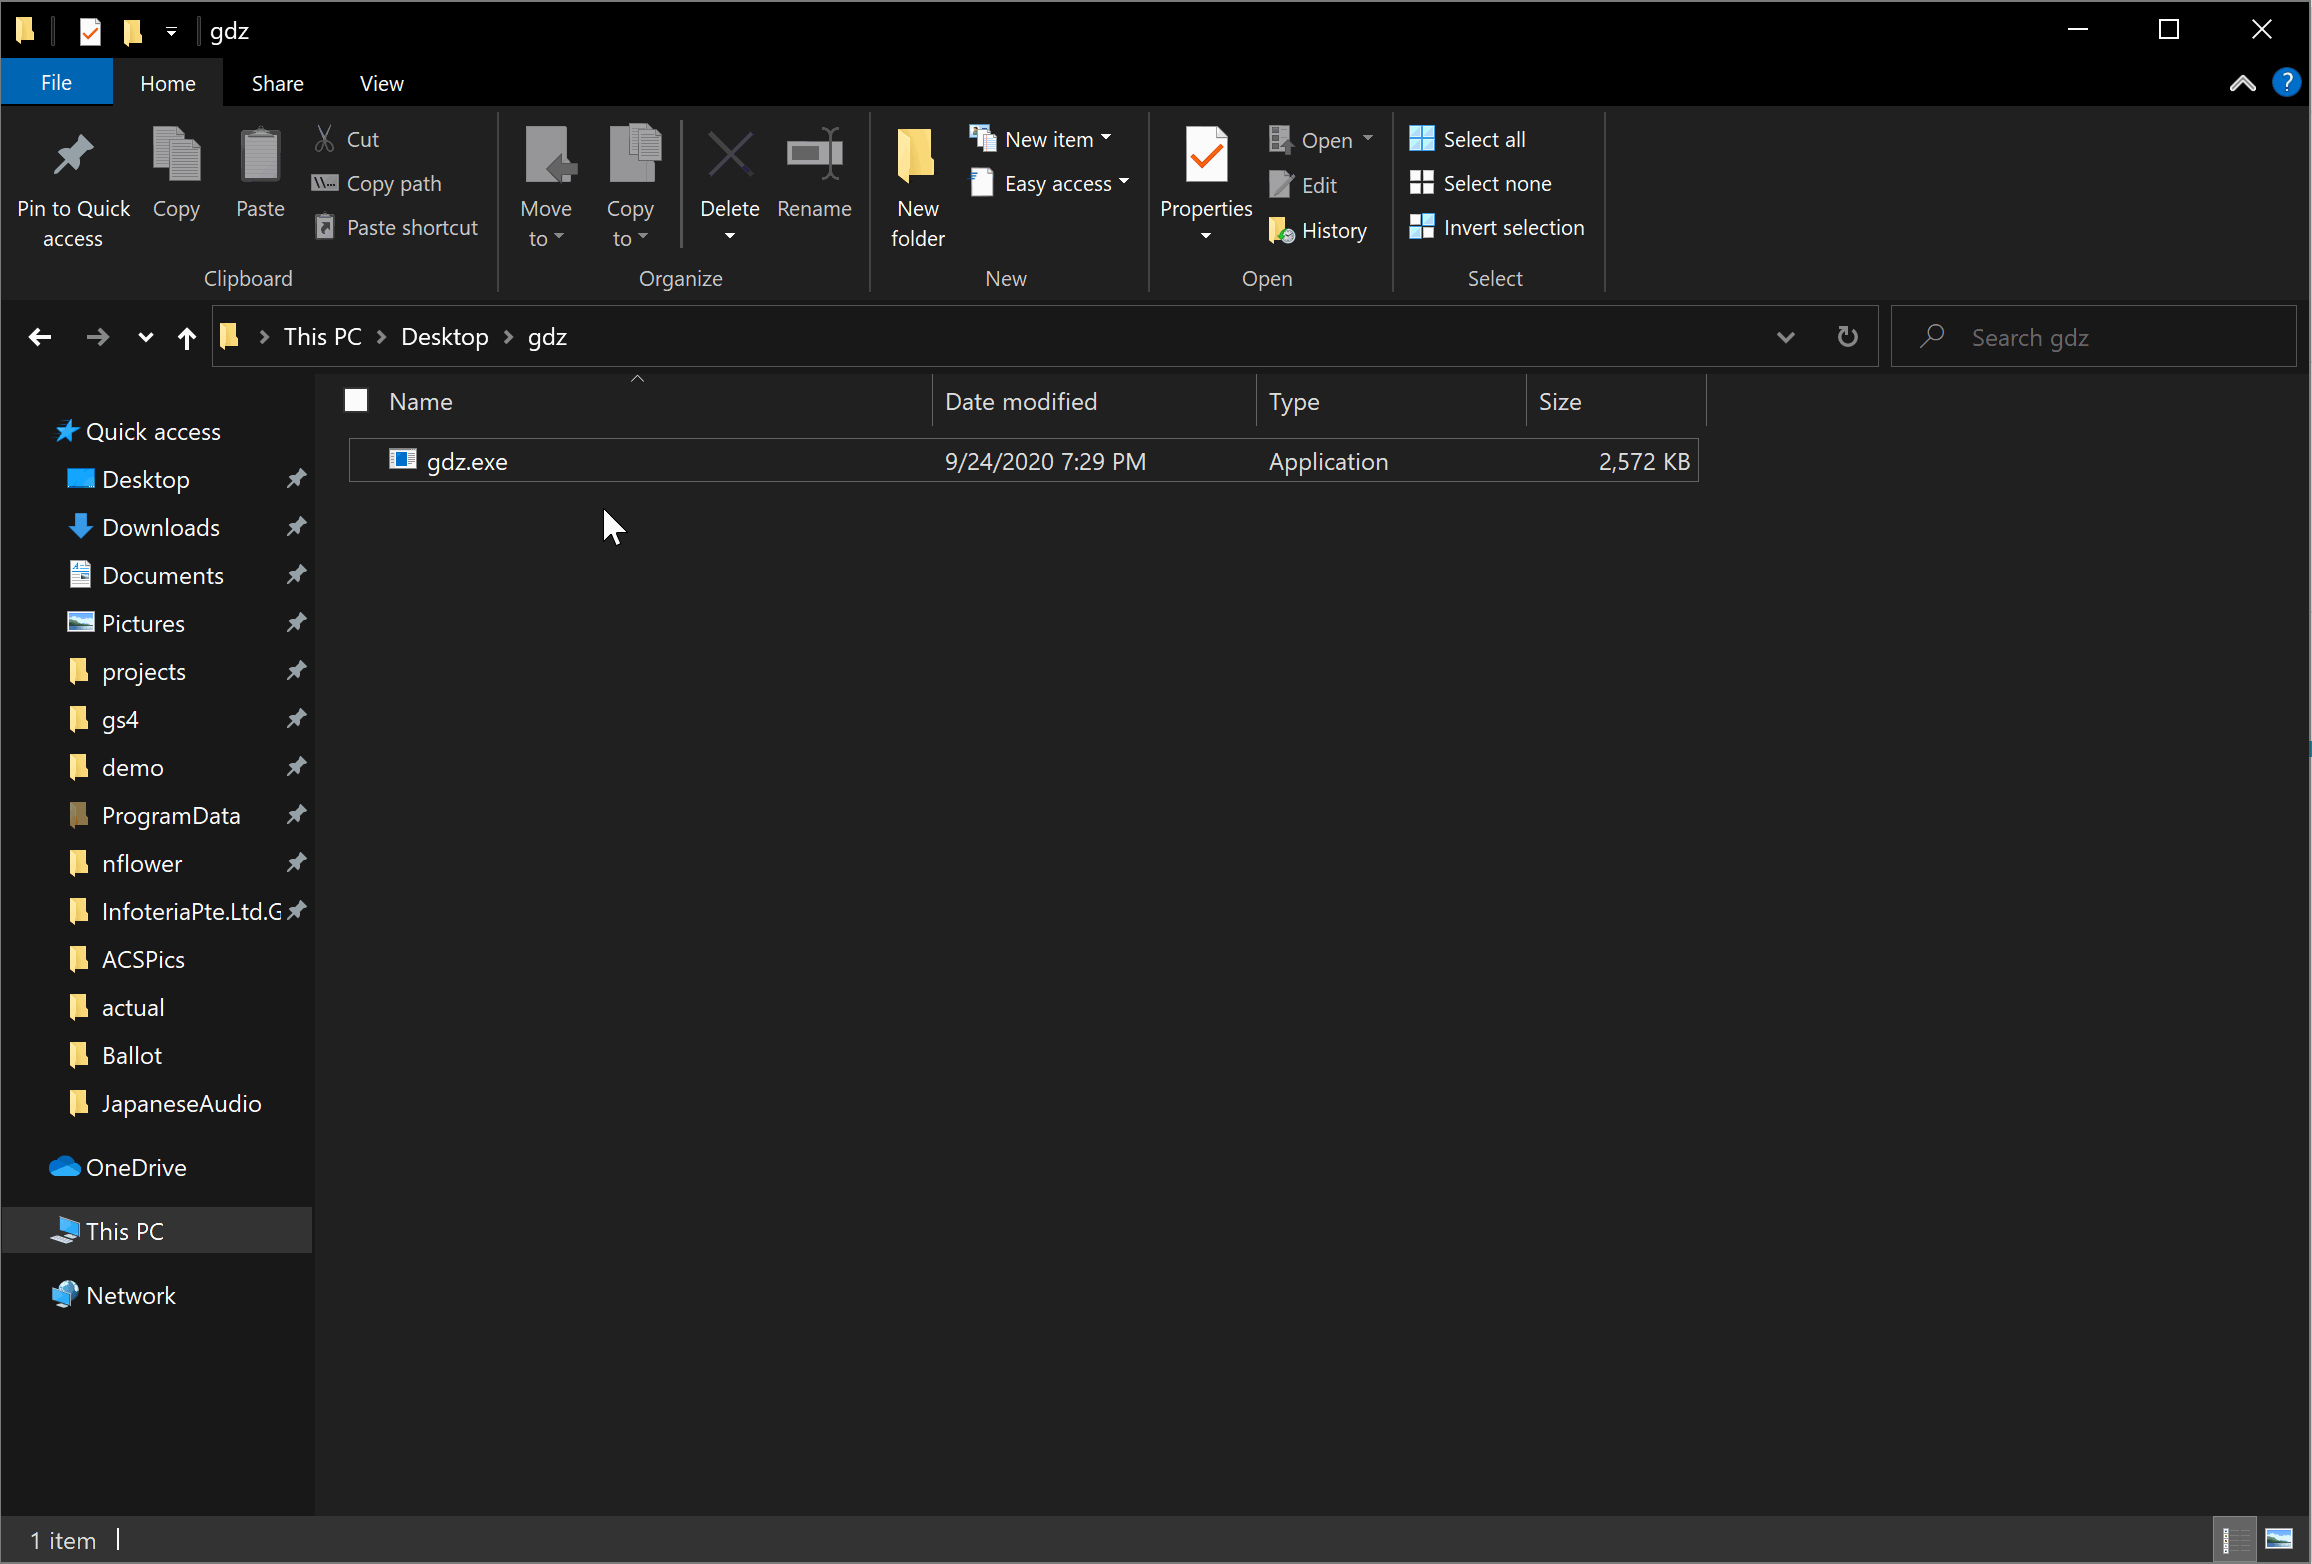 gdz
File Home Share View
Pin to Quick access
Copy
Paste
Cut
Copy path
Paste shortcut
Clipboard
Move to
Copy to
Delete
Rename
Organize
New folder
New item
Easy access
New
Properties
Open
Edit
History
Open
Select all
Select none
Invert selection
Select
This PC Desktop gdz
Search gdz
Name Date modified Type Size
gdz.exe 9/24/2020 7:29 PM Application 2,572 KB
Quick access
Desktop
Downloads
Documents
Pictures
projects
gs4
demo
ProgramData
nflower
InfoteriaPte.Ltd.G
ACSPics
actual
Ballot
JapaneseAudio
OneDrive
This PC
Network
1 item